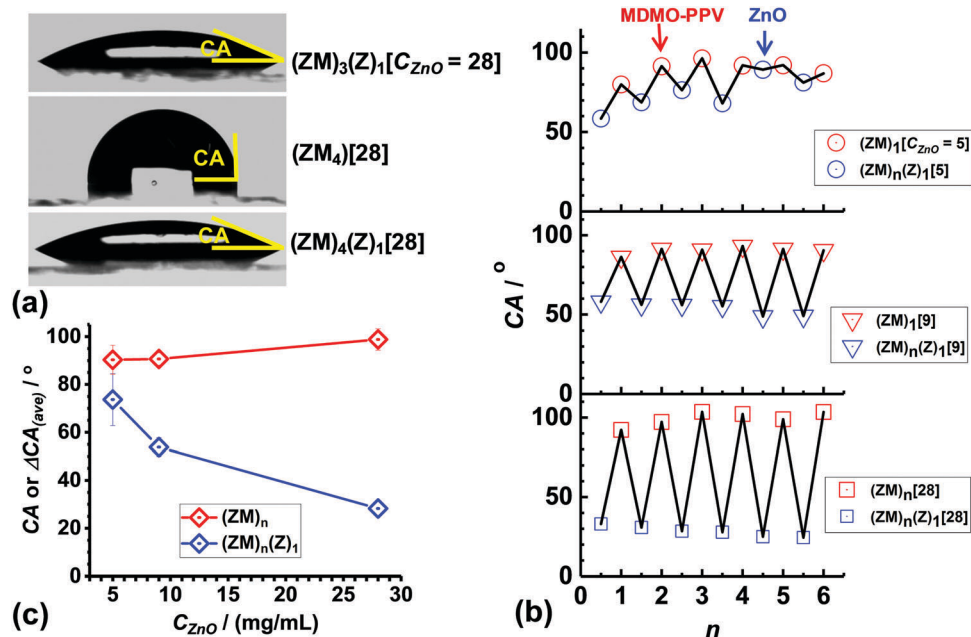 CA
(ZM)3(Z)1[CZnO = 28]
CA
(ZM4)[28]
CA
(ZM)4(Z)1[28]
(a)
MDMO-PPV
ZnO
100
50
0
(ZM)1[CZnO = 5]
(ZM)n(Z)1[5]
100
50
0
(ZM)1[9]
(ZM)n(Z)1[9]
100
50
0
(ZM)n[28]
(ZM)n(Z)1[28]
CA / °
0 1 2 3 4 5 6
n
(b)
100
80
60
40
20
0
CA or ΔCA(ave) / °
(ZM)n
(ZM)n(Z)1
5 10 15 20 25 30
CZnO / (mg/mL)
(c)